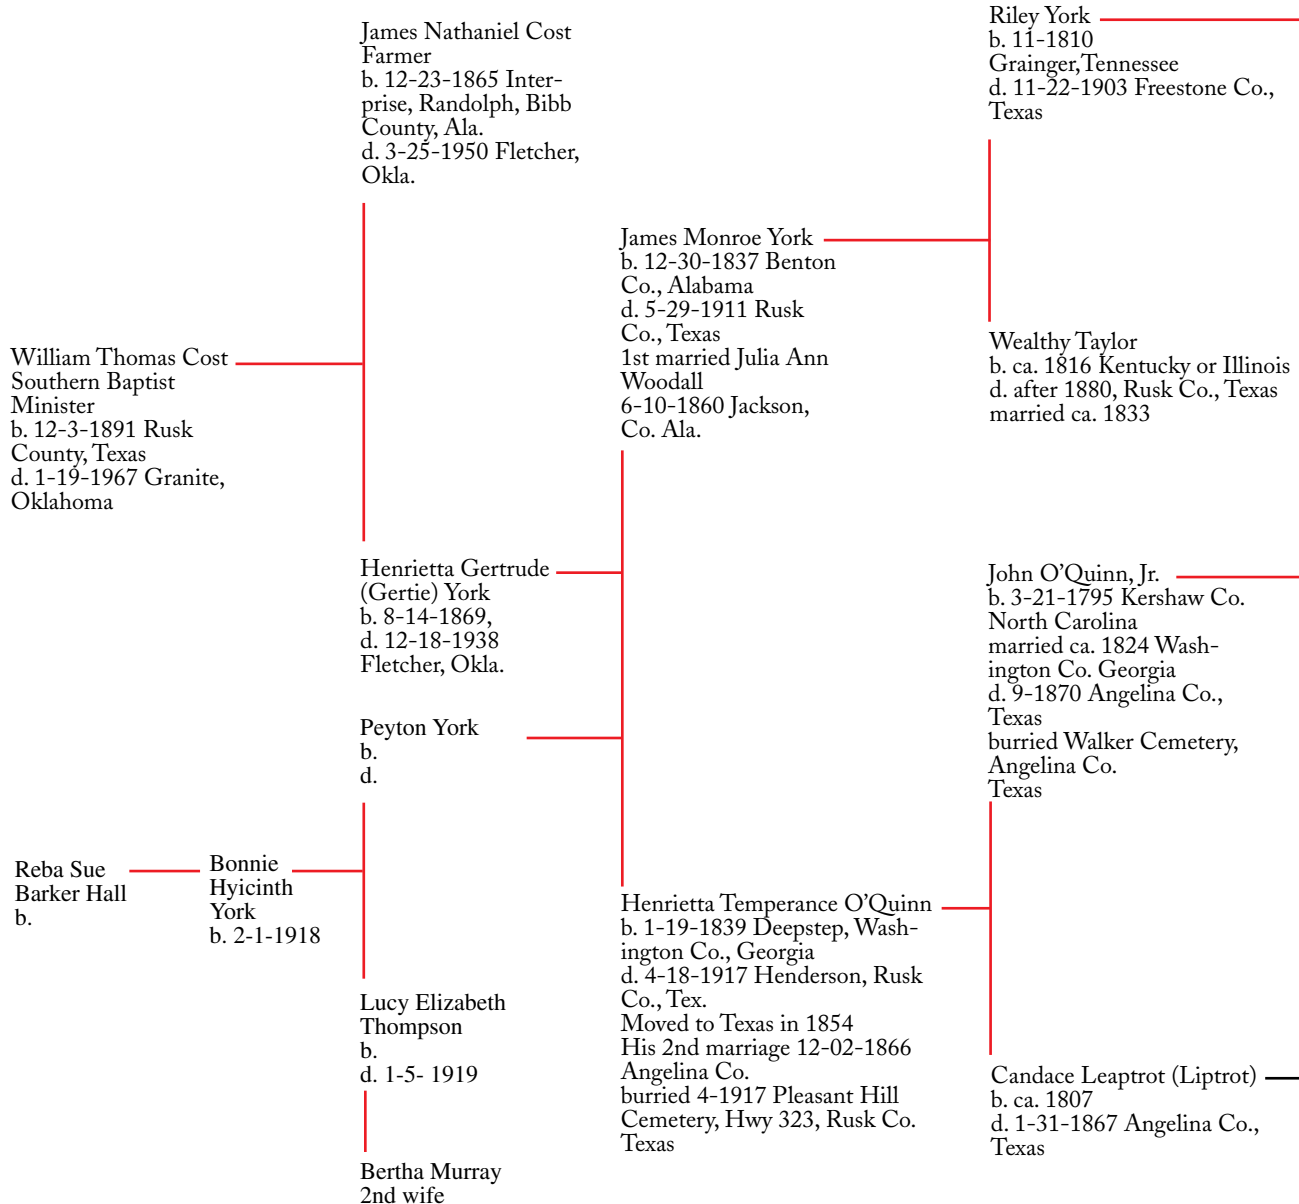 William Thomas Cost
Southern Baptist
Minister
b. 12-3-1891 Rusk
County, Texas
d. 1-19-1967 Granite,
Oklahoma
Reba Sue
Barker Hall
b.
Bonnie
Hyicinth
York
b. 2-1-1918
James Nathaniel Cost
Farmer
b. 12-23-1865 Inter-
prise, Randolph, Bibb
County, Ala.
d. 3-25-1950 Fletcher,
Okla.
Henrietta Gertrude
(Gertie) York
b. 8-14-1869,
d. 12-18-1938
Fletcher, Okla.
Peyton York
b.
d.
Lucy Elizabeth
Thompson
b.
d. 1-5- 1919
Bertha Murray
2nd wife
James Monroe York
b. 12-30-1837 Benton
Co., Alabama
d. 5-29-1911 Rusk
Co., Texas
1st married Julia Ann
Woodall
6-10-1860 Jackson,
Co. Ala.
Henrietta Temperance O'Quinn
b. 1-19-1839 Deepstep, Wash-
ington Co., Georgia
d. 4-18-1917 Henderson, Rusk
Co., Tex.
Moved to Texas in 1854
His 2nd marriage 12-02-1866
Angelina Co.
burried 4-1917 Pleasant Hill
Cemetery, Hwy 323, Rusk Co.
Texas
Riley York
b. 11-1810
Grainger,Tennessee
d. 11-22-1903 Freestone Co.,
Texas
Wealthy Taylor
b. ca. 1816 Kentucky or Illinois
d. after 1880, Rusk Co., Texas
married ca. 1833
John O'Quinn, Jr.
b. 3-21-1795 Kershaw Co.
North Carolina
married ca. 1824 Wash-
ington Co. Georgia
d. 9-1870 Angelina Co.,
Texas
burried Walker Cemetery,
Angelina Co.
Texas
Candace Leaptrot (Liptrot)
b. ca. 1807
d. 1-31-1867 Angelina Co.,
Texas